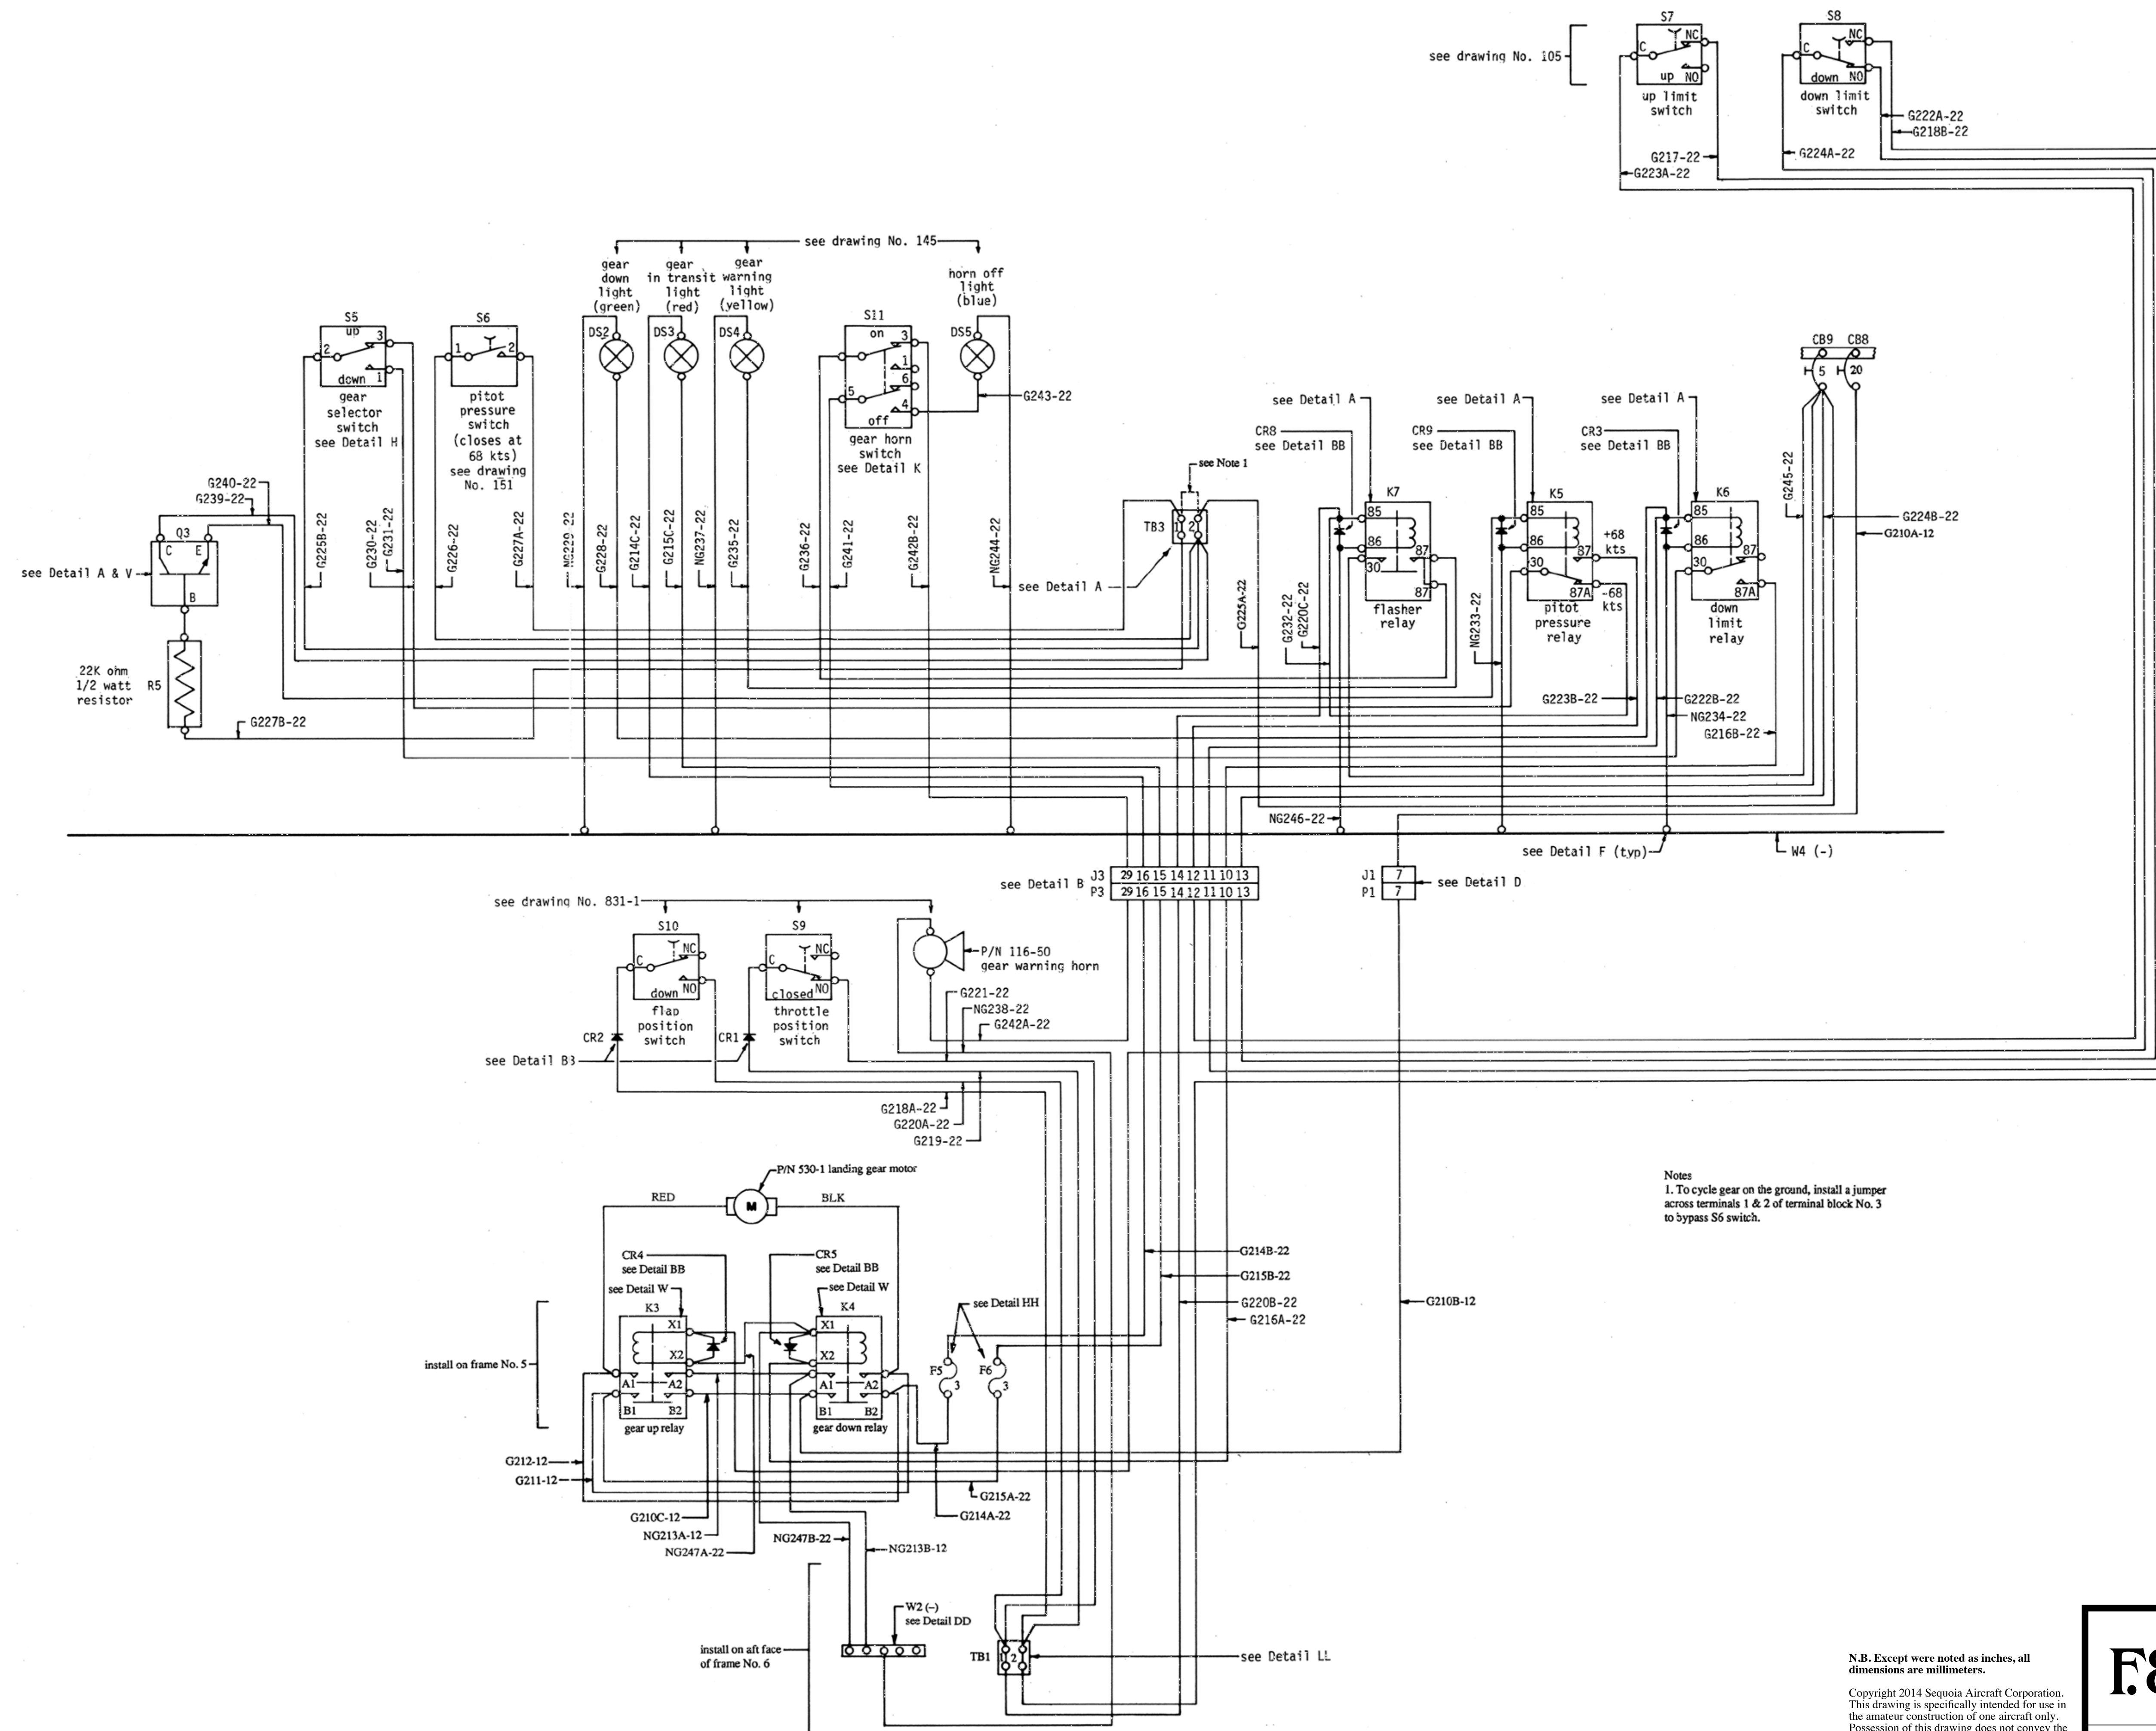 see drawing No. 105
S7
C
NC
up NO
up limit
switch
S8
C
NC
down NO
down limit
switch
G222A-22
G218B-22
G217-22
G223A-22
G224A-22
see drawing No. 145
gear
down
light
(green)
gear
in transit
light
(red)
gear
warning
light
(yellow)
horn off
light
(blue)
S5
up
3
2
down 1
gear
selector
switch
see Detail H
S6
1
2
pitot
pressure
switch
(closes at
68 kts)
see drawing
No. 151
DS2
DS3
DS4
S11
on 3
1
6
5
4
off
gear horn
switch
see Detail K
DS5
G243-22
CB9 CB8
5
20
see Note 1
TB3 1 2
see Detail A
see Detail A
CR8
see Detail BB
K7
85
86
30
87
87
flasher
relay
see Detail A
CR9
see Detail BB
K5
85
86
87
30
87A
+68
kts
-68
kts
pitot
pressure
relay
see Detail A
CR3
see Detail BB
K6
85
86
87
30
87A
down
limit
relay
G245-22
G224B-22
G210A-12
G240-22
G239-22
Q3
C E
B
see Detail A & V
22K ohm
1/2 watt
resistor
R5
G227B-22
G225B-22
G230-22
G231-22
G226-22
G227A-22
NG229-22
G228-22
G214C-22
G215C-22
NG237-22
G235-22
G236-22
G241-22
G242B-22
NG244-22
G225A-22
G232-22
G220C-22
NG233-22
G223B-22
G222B-22
NG234-22
G216B-22
NG246-22
see Detail F (typ)
W4 (-)
see Detail B
J3 29 16 15 14 12 11 10 13
P3 29 16 15 14 12 11 10 13
J1 7
P1 7
see Detail D
see drawing No. 831-1
S10
C
NC
NO
down
flap
position
switch
S9
C
NC
NO
closed
throttle
position
switch
P/N 116-50
gear warning horn
G221-22
NG238-22
G242A-22
CR2
CR1
see Detail BB
G218A-22
G220A-22
G219-22
P/N 530-1 landing gear motor
RED
M
BLK
CR4
see Detail BB
see Detail W
CR5
see Detail BB
see Detail W
K3
X1
X2
A1 A2
B1 B2
gear up relay
K4
X1
X2
A1 A2
B1 B2
gear down relay
see Detail HH
F5
3
F6
3
install on frame No. 5
G214B-22
G215B-22
G220B-22
G216A-22
G210B-12
G212-12
G211-12
G215A-22
G214A-22
G210C-12
NG213A-12
NG247A-22
NG247B-22
NG213B-12
W2 (–)
see Detail DD
install on aft face
of frame No. 6
TB1 1 2
see Detail LL
Notes
1. To cycle gear on the ground, install a jumper
across terminals 1 & 2 of terminal block No. 3
to bypass S6 switch.
N.B. Except were noted as inches, all
dimensions are millimeters.
Copyright 2014 Sequoia Aircraft Corporation.
This drawing is specifically intended for use in
the amateur construction of one aircraft only.
Possession of this drawing does not convey the
F.8